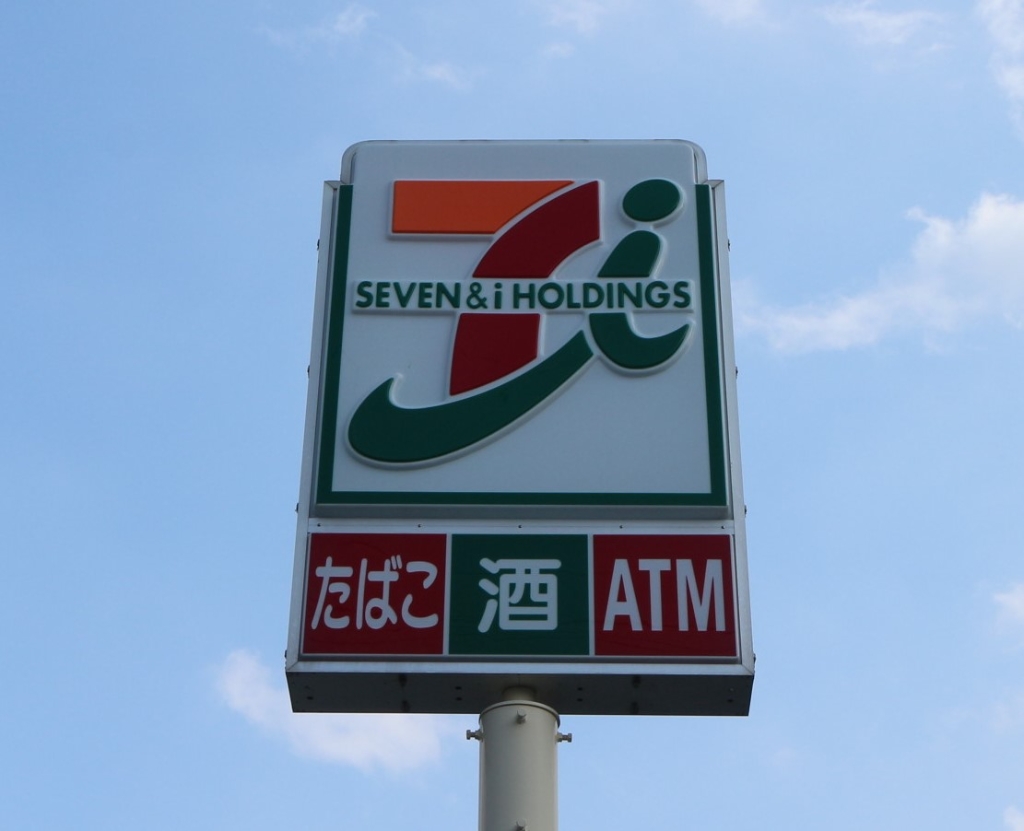 SEVEN&i HOLDINGS
たばこ 酒 ATM